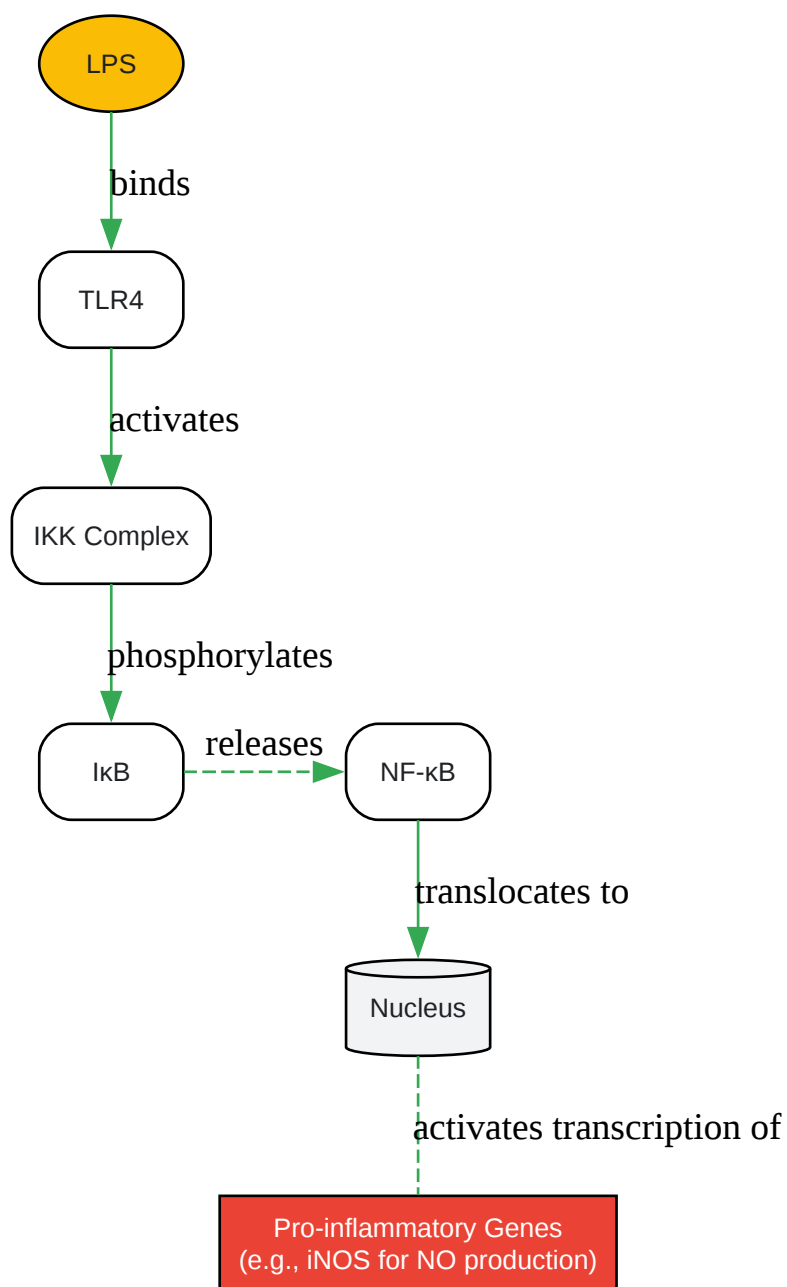 LPS
binds
TLR4
activates
IKK Complex
phosphorylates
IκB
releases
NF-κB
translocates to
Nucleus
activates transcription of
Pro-inflammatory Genes
(e.g., iNOS for NO production)